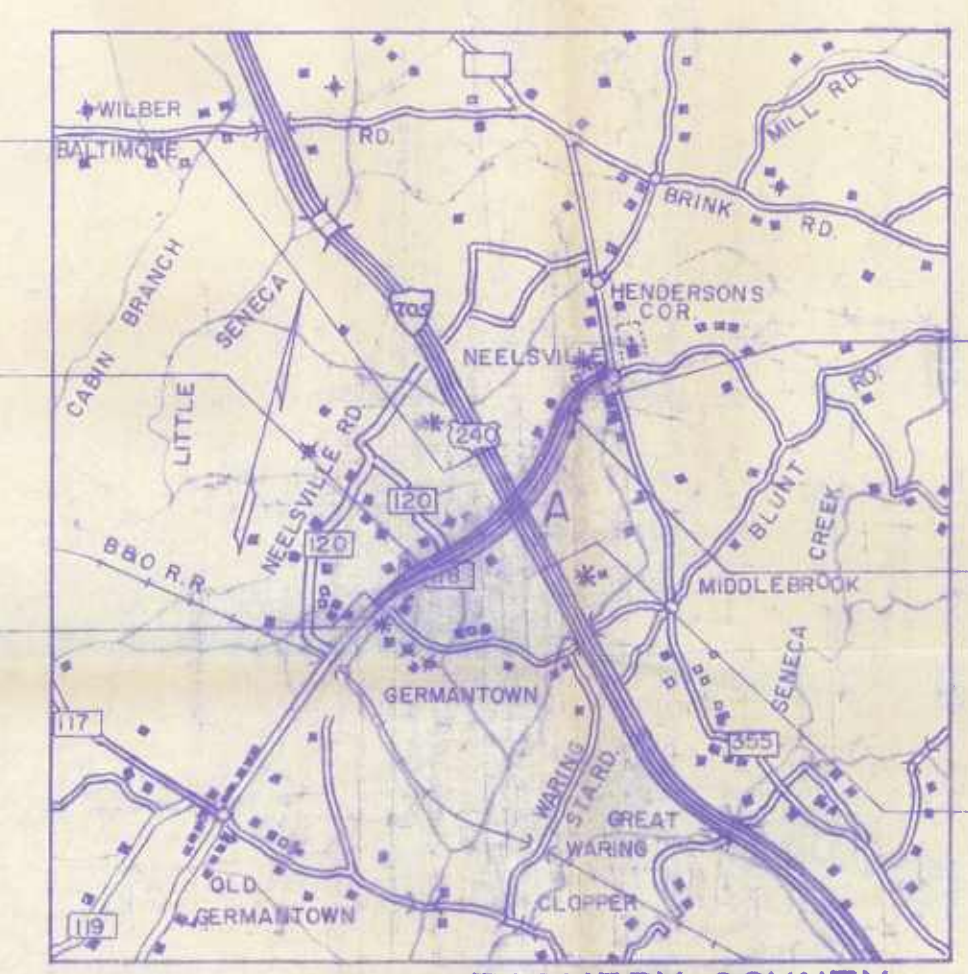 WILBER
RD.
BALTIMORE
MILL RD.
BRINK RD.
CABIN BRANCH
SENECA
LITTLE
705
HENDERSON'S
COR.
NEELSVILLE
240
RD.
NEELSVILLE RD.
120
120
A
118
BLUNT
CREEK
B&O R.R.
MIDDLEBROOK
SENECA
GERMANTOWN
117
355
WARING
STA. RD.
GREAT
WARING
OLD
GERMANTOWN
CLOPPER
119